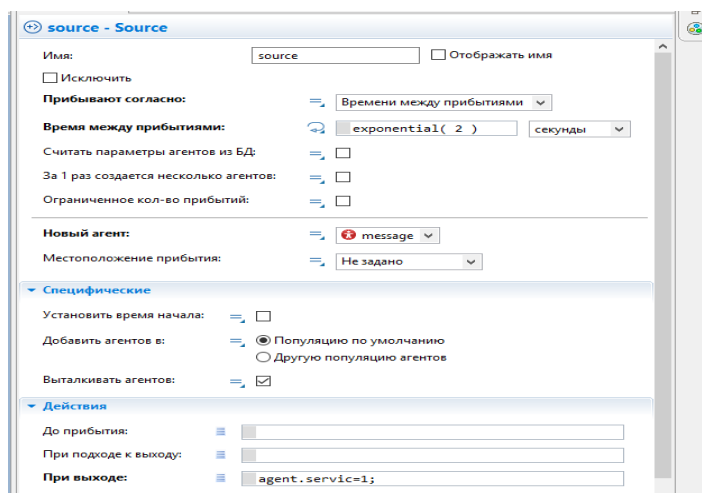 source - Source
Имя: source Отображать имя
Исключить
Прибывают согласно: Времени между прибытиями
Время между прибытиями: exponential( 2 ) секунды
Считать параметры агентов из БД:
За 1 раз создается несколько агентов:
Ограниченное кол-во прибытий:
Новый агент: message
Местоположение прибытия: Не задано
Специфические
Установить время начала:
Добавить агентов в: Популяцию по умолчанию
Другую популяцию агентов
Выталкивать агентов:
Действия
До прибытия:
При подходе к выходу:
При выходе: agent.servic=1;